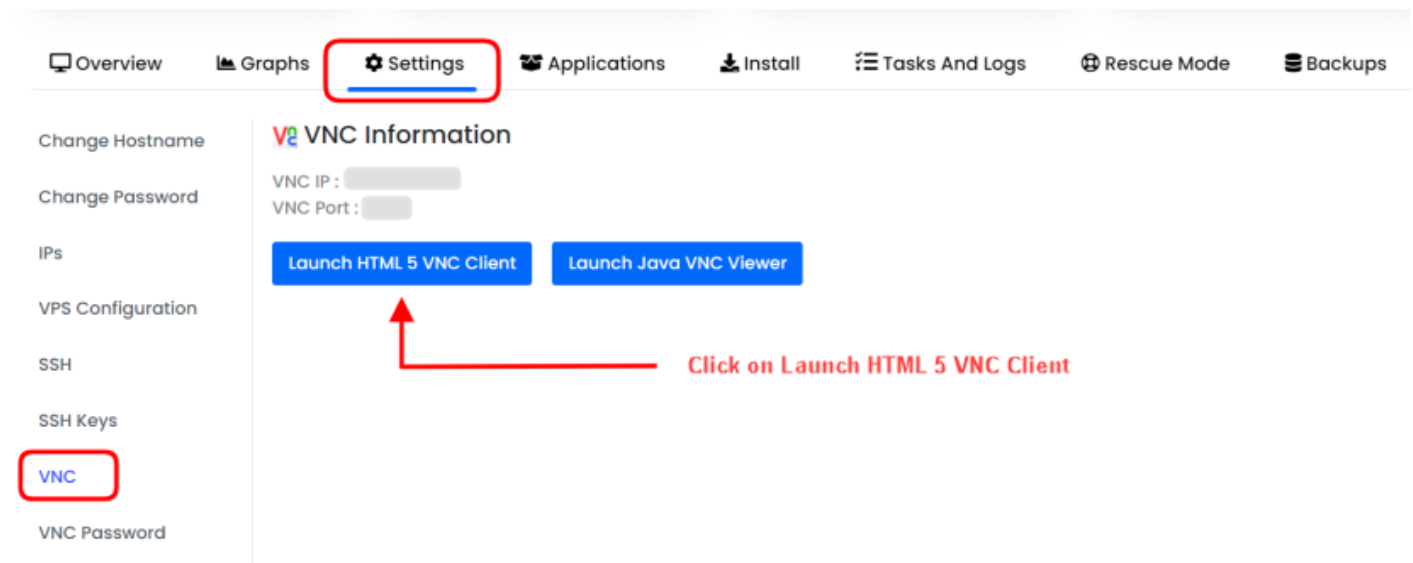 Overview Graphs Settings Applications Install Tasks And Logs Rescue Mode Backups
Change Hostname
Change Password
IPs
VPS Configuration
SSH
SSH Keys
VNC
VNC Password
VNC Information
VNC IP :
VNC Port :
Launch HTML 5 VNC Client Launch Java VNC Viewer
Click on Launch HTML 5 VNC Client